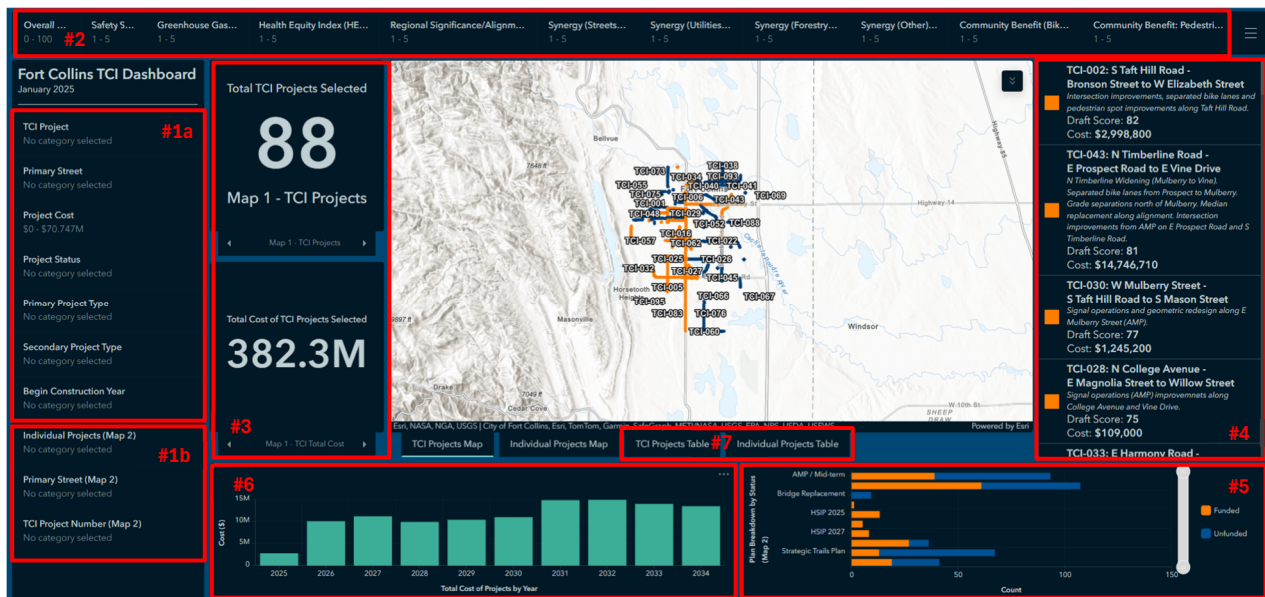 Overall ...
0 - 100
Safety S...
1 - 5
Greenhouse Gas...
1 - 5
Health Equity Index (HE...
1 - 5
Regional Significance/Alignm...
1 - 5
Synergy (Streets...
1 - 5
Synergy (Utilities...
1 - 5
Synergy (Forestry...
1 - 5
Synergy (Other)...
1 - 5
Community Benefit (Bik...
1 - 5
Community Benefit: Pedestri...
1 - 5
#2
Fort Collins TCI Dashboard
January 2025
#1a
TCI Project
No category selected
Primary Street
No category selected
Project Cost
$0 - $70.747M
Project Status
No category selected
Primary Project Type
No category selected
Secondary Project Type
No category selected
Begin Construction Year
No category selected
#1b
Individual Projects (Map 2)
No category selected
Primary Street (Map 2)
No category selected
TCI Project Number (Map 2)
No category selected
Total TCI Projects Selected
88
Map 1 - TCI Projects
Map 1 - TCI Projects
Total Cost of TCI Projects Selected
382.3M
#3
Map 1 - TCI Total Cost
Bellvue
7648 ft
Highway 85
Highway 14
TCI-038
TCI-073
TCI-034
TCI-093
TCI-055
TCI-040
TCI-041
TCI-075
TCI-006
TCI-069
TCI-001
TCI-043
TCI-048
TCI-029
TCI-052
TCI-088
TCI-016
TCI-057
TCI-062
TCI-022
TCI-025
TCI-026
TCI-032
TCI-027
TCI-045
Rd
Horsetooth
Heights
TCI-005
TCI-095
TCI-066
TCI-067
TCI-083
TCI-076
TCI-060
9897 ft
Masonville
Windsor
Drake
7049 ft
Cedar Cove
W 10th St
SHEEP
DRAW
Powered by Esri
TCI Projects Map
Individual Projects Map
TCI Projects Table
#7
Individual Projects Table
TCI-002: S Taft Hill Road -
Bronson Street to W Elizabeth Street
Intersection improvements, separated bike lanes and
pedestrian spot improvements along Taft Hill Road.
Draft Score: 82
Cost: $2,998,800
TCI-043: N Timberline Road -
E Prospect Road to E Vine Drive
N Timberline Widening (Mulberry to Vine).
Separated bike lanes from Prospect to Mulberry.
Grade separations north of Mulberry. Median
replacement along alignment. Intersection
improvements from AMP on E Prospect Road and S
Timberline Road.
Draft Score: 81
Cost: $14,746,710
TCI-030: W Mulberry Street -
S Taft Hill Road to S Mason Street
Signal operations and geometric redesign along E
Mulberry Street (AMP).
Draft Score: 77
Cost: $1,245,200
TCI-028: N College Avenue -
E Magnolia Street to Willow Street
Signal operations (AMP) improvemnets along
College Avenue and Vine Drive.
Draft Score: 75
Cost: $109,000
#4
TCI-033: E Harmony Road -
#6
Cost ($)
15M
10M
5M
0
2025
2026
2027
2028
2029
2030
2031
2032
2033
2034
Total Cost of Projects by Year
#5
Plan Breakdown by Status
(Map 2)
AMP / Mid-term
Bridge Replacement
HSIP 2025
HSIP 2027
Strategic Trails Plan
0
50
100
150
Count
Funded
Unfunded